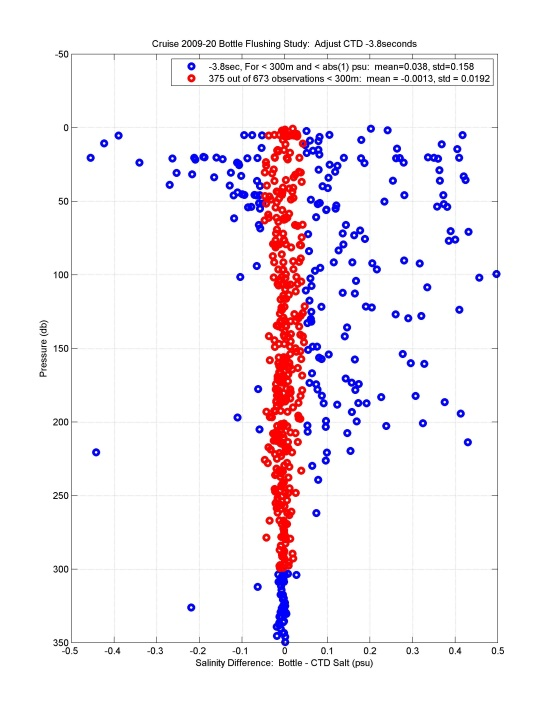 Cruise 2009-20 Bottle Flushing Study: Adjust CTD -3.8seconds
-3.8sec, For < 300m and < abs(1) psu: mean=0.038, std=0.158
375 out of 673 observations < 300m: mean = -0.0013, std = 0.0192
-50
0
50
100
150
200
250
300
350
Pressure (db)
-0.5 -0.4 -0.3 -0.2 -0.1 0 0.1 0.2 0.3 0.4 0.5
Salinity Difference: Bottle - CTD Salt (psu)